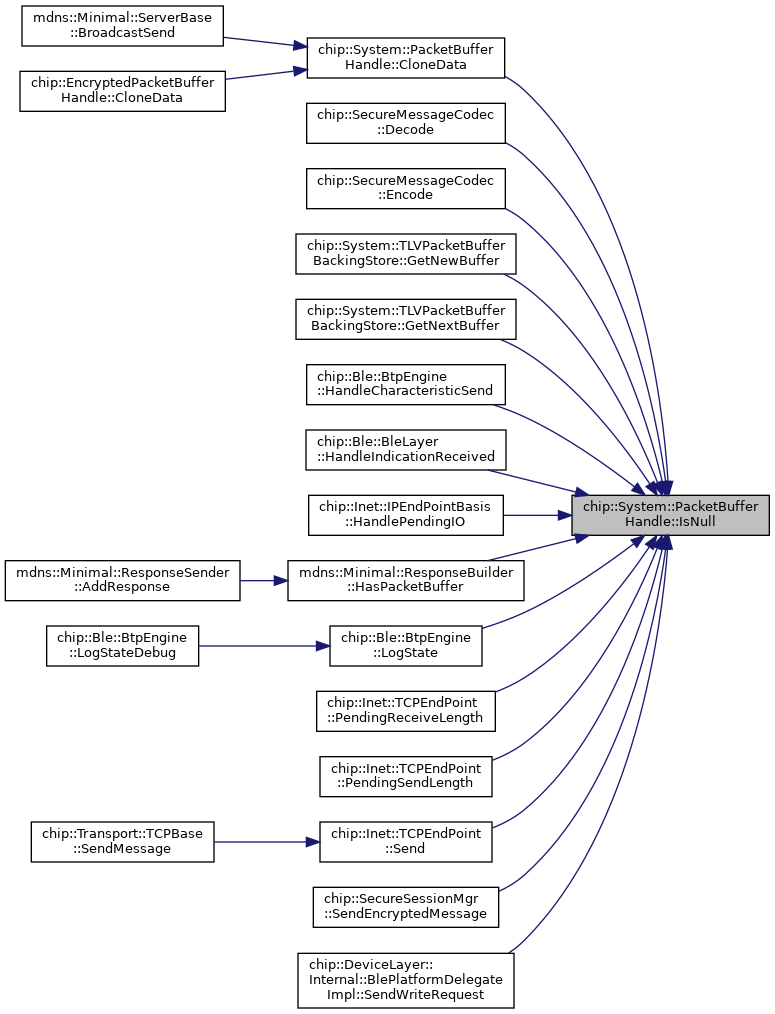 mdns::Minimal::ServerBase
::BroadcastSend
chip::System::PacketBuffer
Handle::CloneData
chip::EncryptedPacketBuffer
Handle::CloneData
chip::SecureMessageCodec
::Decode
chip::SecureMessageCodec
::Encode
chip::System::TLVPacketBuffer
BackingStore::GetNewBuffer
chip::System::TLVPacketBuffer
BackingStore::GetNextBuffer
chip::Ble::BtpEngine
::HandleCharacteristicSend
chip::Ble::BleLayer
::HandleIndicationReceived
chip::Inet::IPEndPointBasis
::HandlePendingIO
chip::System::PacketBuffer
Handle::IsNull
mdns::Minimal::ResponseSender
::AddResponse
mdns::Minimal::ResponseBuilder
::HasPacketBuffer
chip::Ble::BtpEngine
::LogStateDebug
chip::Ble::BtpEngine
::LogState
chip::Inet::TCPEndPoint
::PendingReceiveLength
chip::Inet::TCPEndPoint
::PendingSendLength
chip::Transport::TCPBase
::SendMessage
chip::Inet::TCPEndPoint
::Send
chip::SecureSessionMgr
::SendEncryptedMessage
chip::DeviceLayer::
Internal::BlePlatformDelegate
Impl::SendWriteRequest